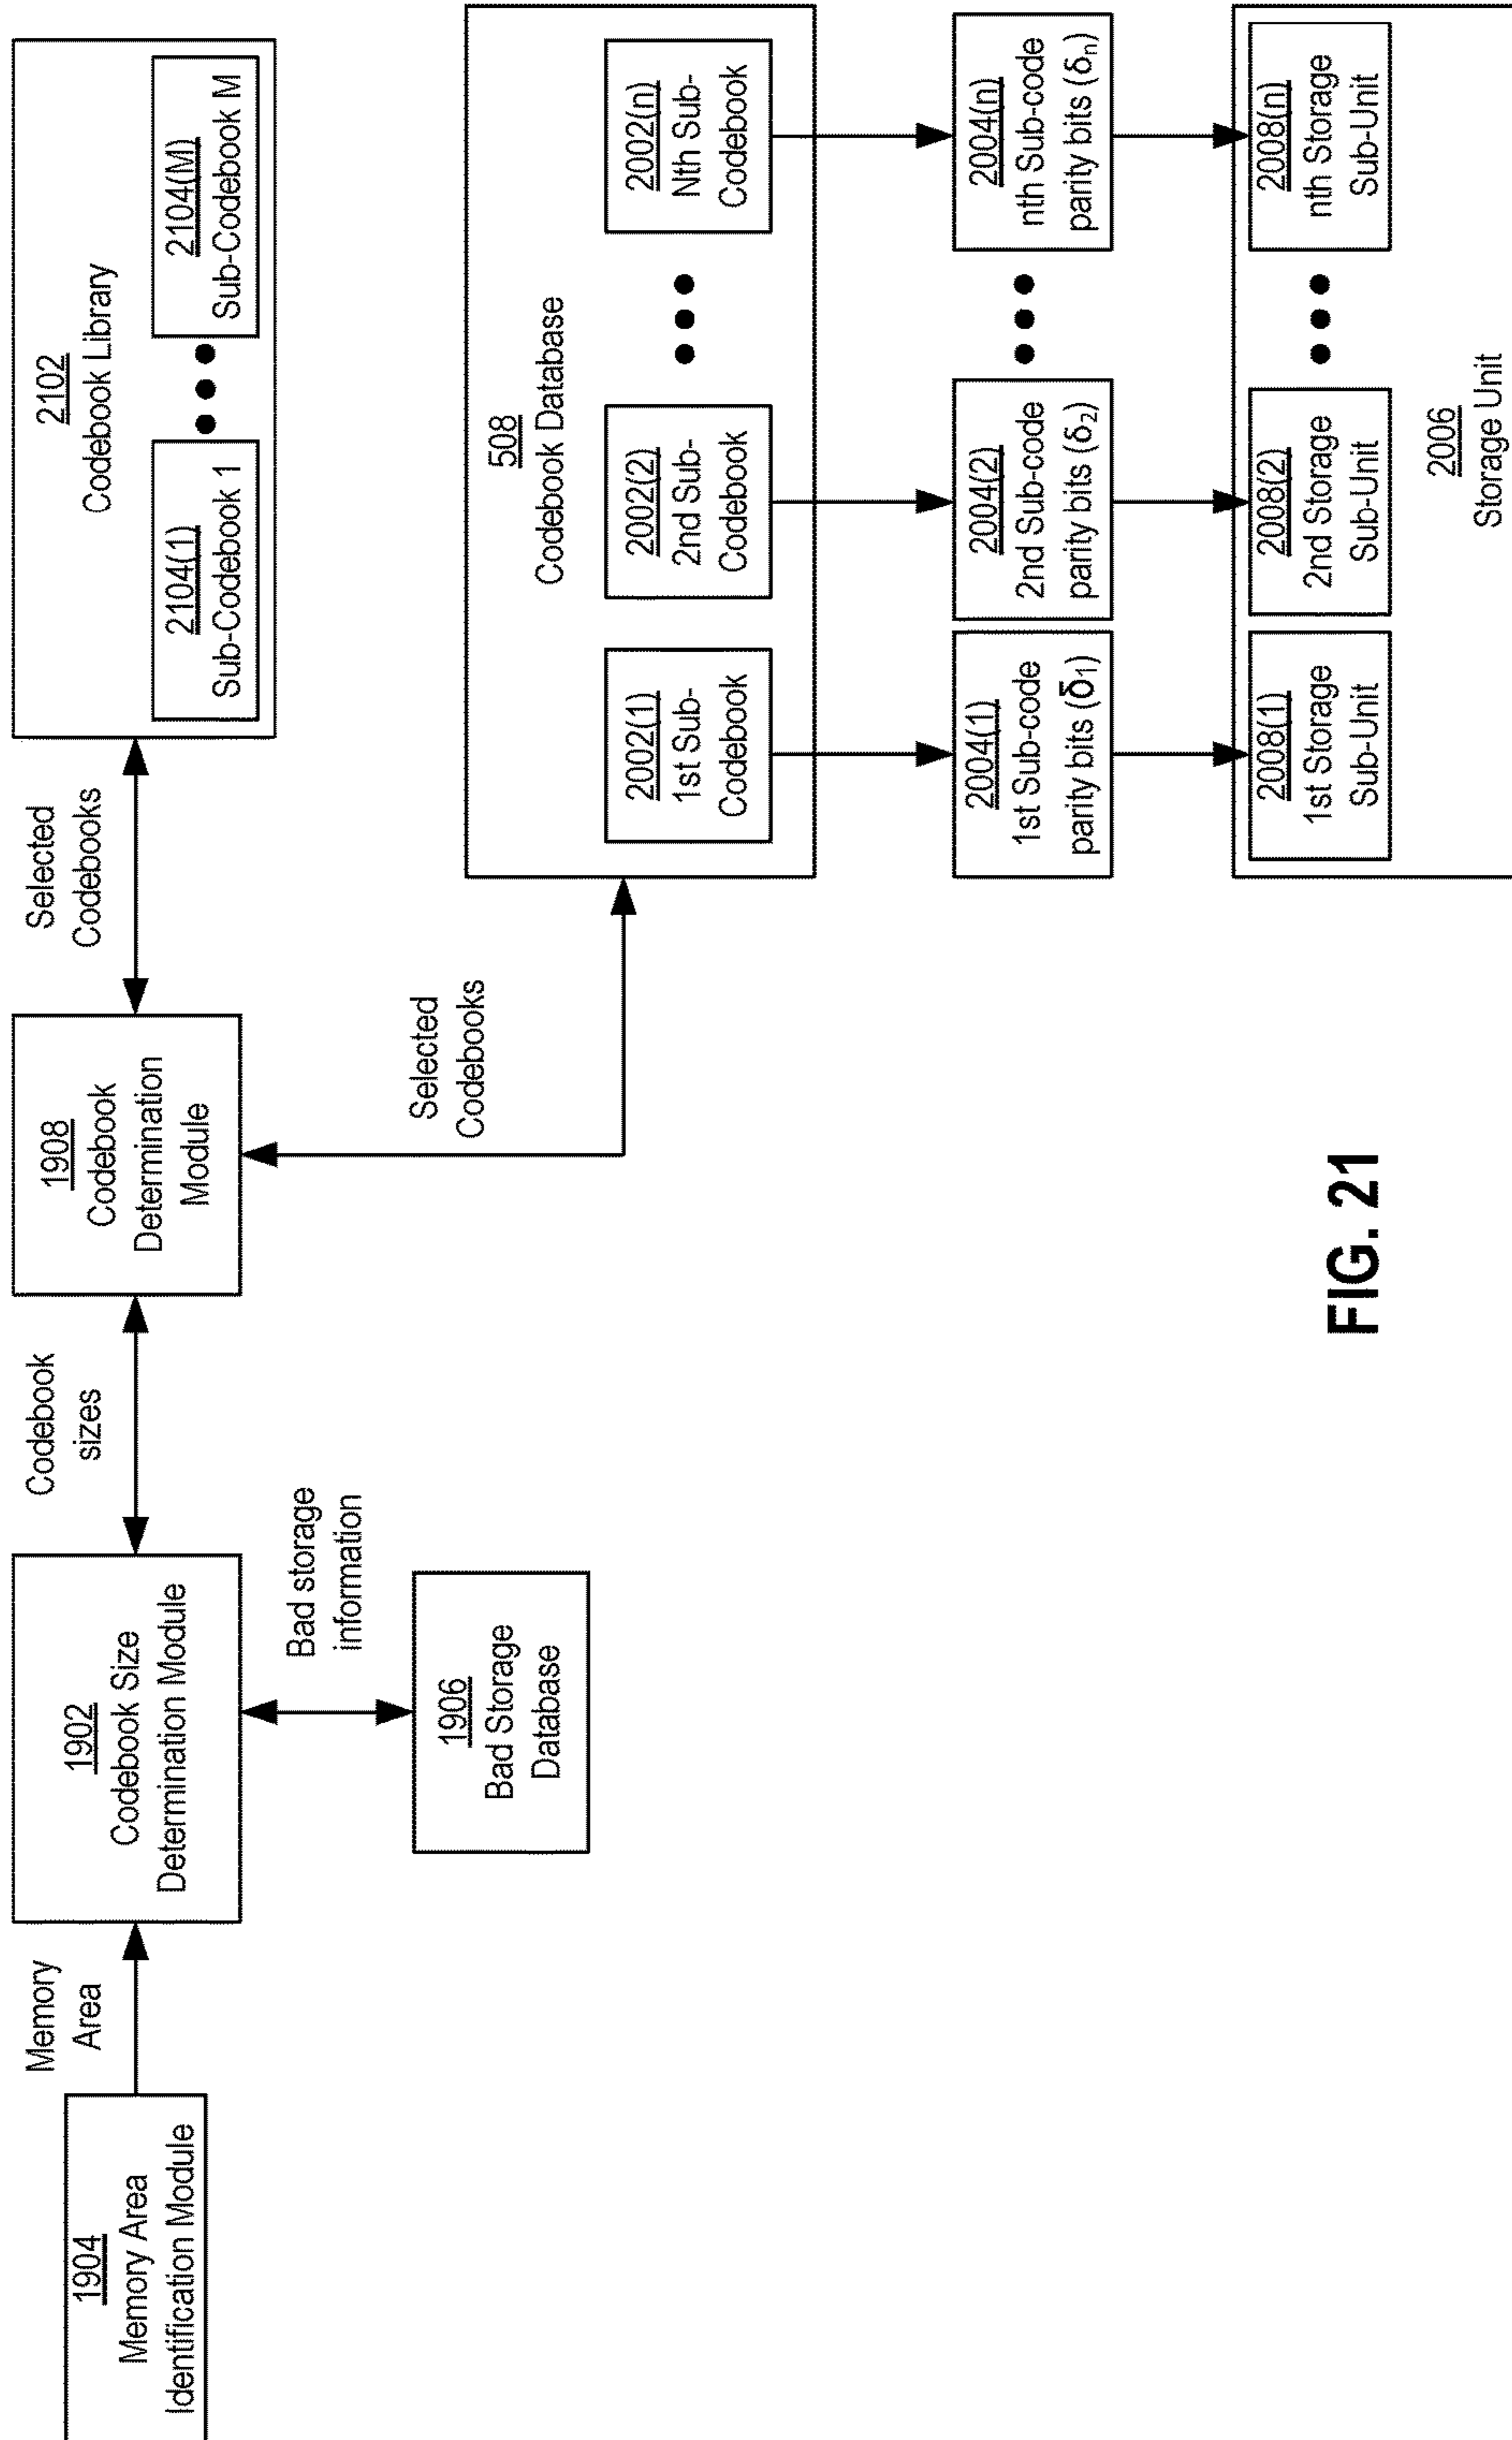 1904
Memory Area
Identification Module
Memory
Area
1902
Codebook Size
Determination Module
Codebook
sizes
Bad storage
information
1906
Bad Storage
Database
1908
Codebook
Determination
Module
Selected
Codebooks
2102
Codebook Library
2104(1)
Sub-Codebook 1
2104(M)
Sub-Codebook M
Selected
Codebooks
508
Codebook Database
2002(1)
1st Sub-
Codebook
2002(2)
2nd Sub-
Codebook
2002(n)
Nth Sub-
Codebook
2004(1)
1st Sub-code
parity bits (δ₁)
2004(2)
2nd Sub-code
parity bits (δ₂)
2004(n)
nth Sub-code
parity bits (δₙ)
2008(1)
1st Storage
Sub-Unit
2008(2)
2nd Storage
Sub-Unit
2008(n)
nth Storage
Sub-Unit
2006
Storage Unit
FIG. 21